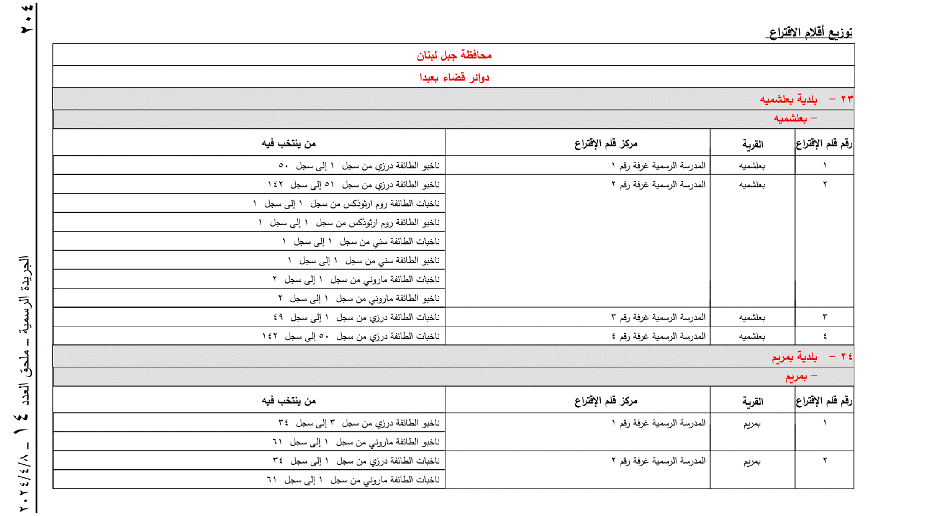 ٢٠٤
توزيع أقلام الاقتراع
محافظة جبل لبنان
دوائر قضاء بعبدا
٢٣ - بلدية بعلشميه
- بعلشميه
رقم قلم الإقتراع القرية مركز قلم الإقتراع من ينتخب فيه
١ بعلشميه المدرسة الرسمية غرفة رقم ١ ناخبو الطائفة درزي من سجل ١ إلى سجل ٥٠
٢ بعلشميه المدرسة الرسمية غرفة رقم ٢ ناخبو الطائفة درزي من سجل ٥١ إلى سجل ١٤٢
ناخبات الطائفة روم ارثوذكس من سجل ١ إلى سجل ١
ناخبو الطائفة روم ارثوذكس من سجل ١ إلى سجل ١
ناخبات الطائفة سني من سجل ١ إلى سجل ١
ناخبو الطائفة سني من سجل ١ إلى سجل ١
ناخبات الطائفة ماروني من سجل ١ إلى سجل ٢
ناخبو الطائفة ماروني من سجل ١ إلى سجل ٢
٣ بعلشميه المدرسة الرسمية غرفة رقم ٣ ناخبات الطائفة درزي من سجل ١ إلى سجل ٤٩
٤ بعلشميه المدرسة الرسمية غرفة رقم ٤ ناخبات الطائفة درزي من سجل ٥٠ إلى سجل ١٤٢
٢٤ - بلدية بمريم
- بمريم
رقم قلم الإقتراع القرية مركز قلم الإقتراع من ينتخب فيه
١ بمريم المدرسة الرسمية غرفة رقم ١ ناخبو الطائفة درزي من سجل ٣ إلى سجل ٣٤
ناخبو الطائفة ماروني من سجل ١ إلى سجل ٦١
٢ بمريم المدرسة الرسمية غرفة رقم ٢ ناخبات الطائفة درزي من سجل ١ إلى سجل ٣٤
ناخبات الطائفة ماروني من سجل ١ إلى سجل ٦١
الجريدة الرسمية – ملحق العدد ١٤ – ٢٠٢٤/٤/٨